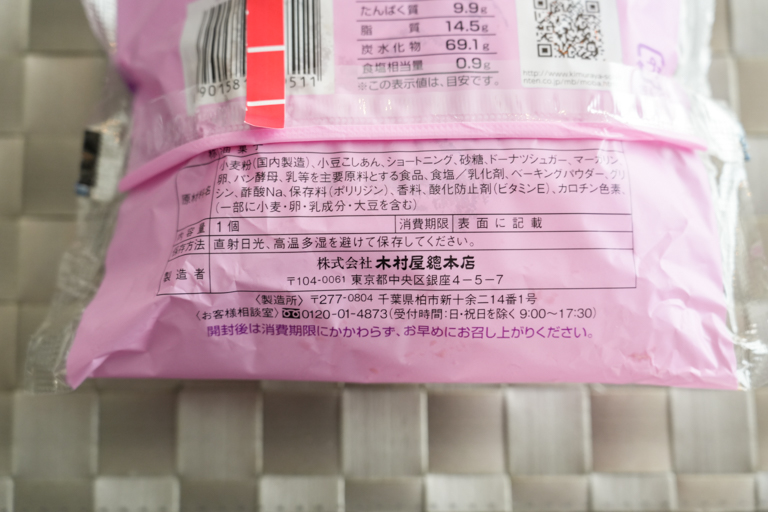 たんぱく質 9.9g
脂質 14.5g
炭水化物 69.1g
食塩相当量 0.9g
※この表示値は、目安です。
小麦粉(国内製造)、小豆こしあん、ショートニング、砂糖、ドーナツシュガー、マーガリン、
卵、パン酵母、乳等を主要原料とする食品、食塩/乳化剤、ベーキングパウダー、グリ
シン、酢酸Na、保存料(ポリリジン)、香料、酸化防止剤(ビタミンE)、カロチン色素、
(一部に小麦・卵・乳成分・大豆を含む)
内容量 1個 消費期限 表面に記載
保存方法 直射日光、高温多湿を避けて保存してください。
製造者 株式会社 木村屋總本店
〒104-0061 東京都中央区銀座4-5-7
〈製造所〉〒277-0804 千葉県柏市新十余二14番1号
〈お客様相談室〉0120-01-4873(受付時間:日・祝日を除く 9:00〜17:30)
開封後は消費期限にかかわらず、お早めにお召し上がりください。